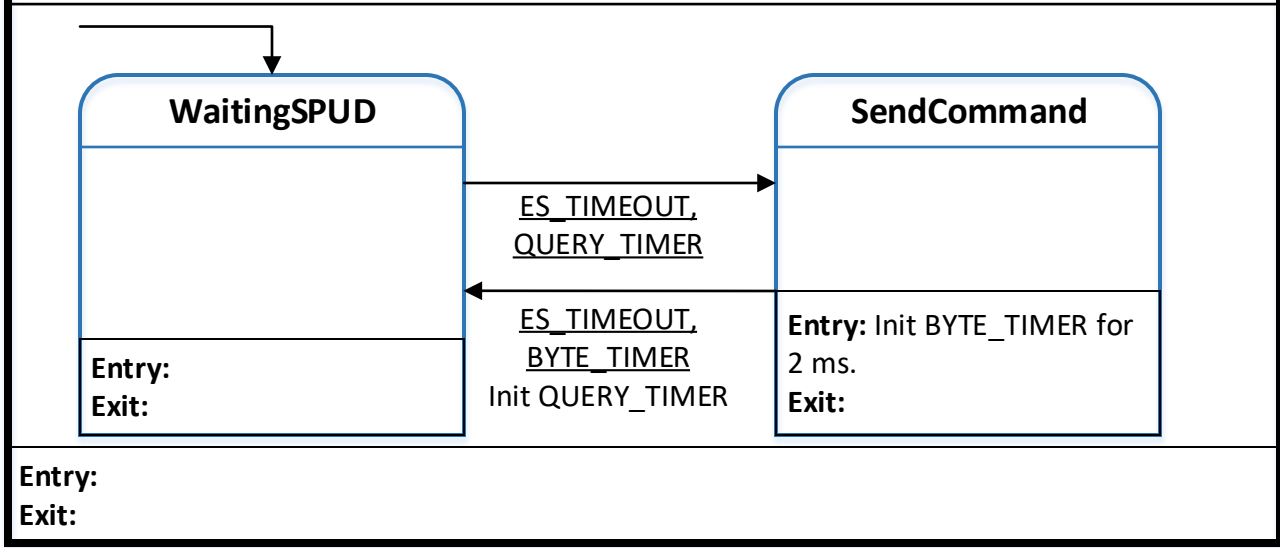 WaitingSPUD
SendCommand
ES_TIMEOUT,
QUERY_TIMER
ES_TIMEOUT,
BYTE_TIMER
Init QUERY_TIMER
Entry:
Exit:
Entry: Init BYTE_TIMER for
2 ms.
Exit:
Entry:
Exit: